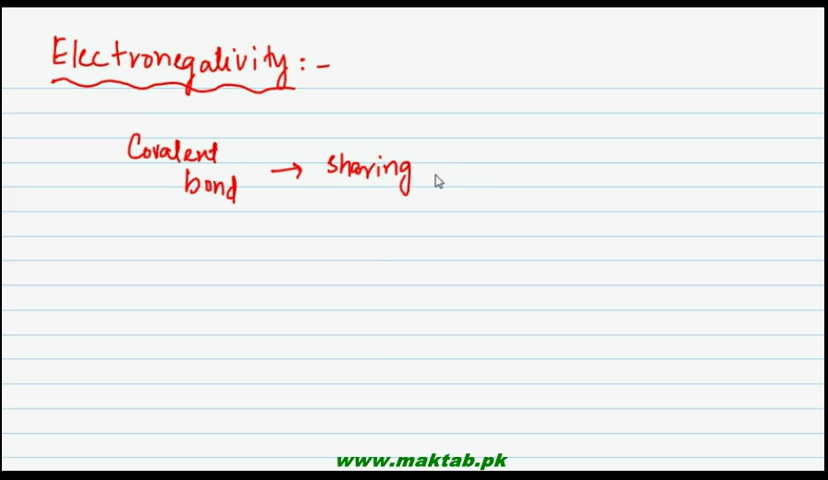 Electronegativity:-
Covalent
bond → sharing
www.maktab.pk